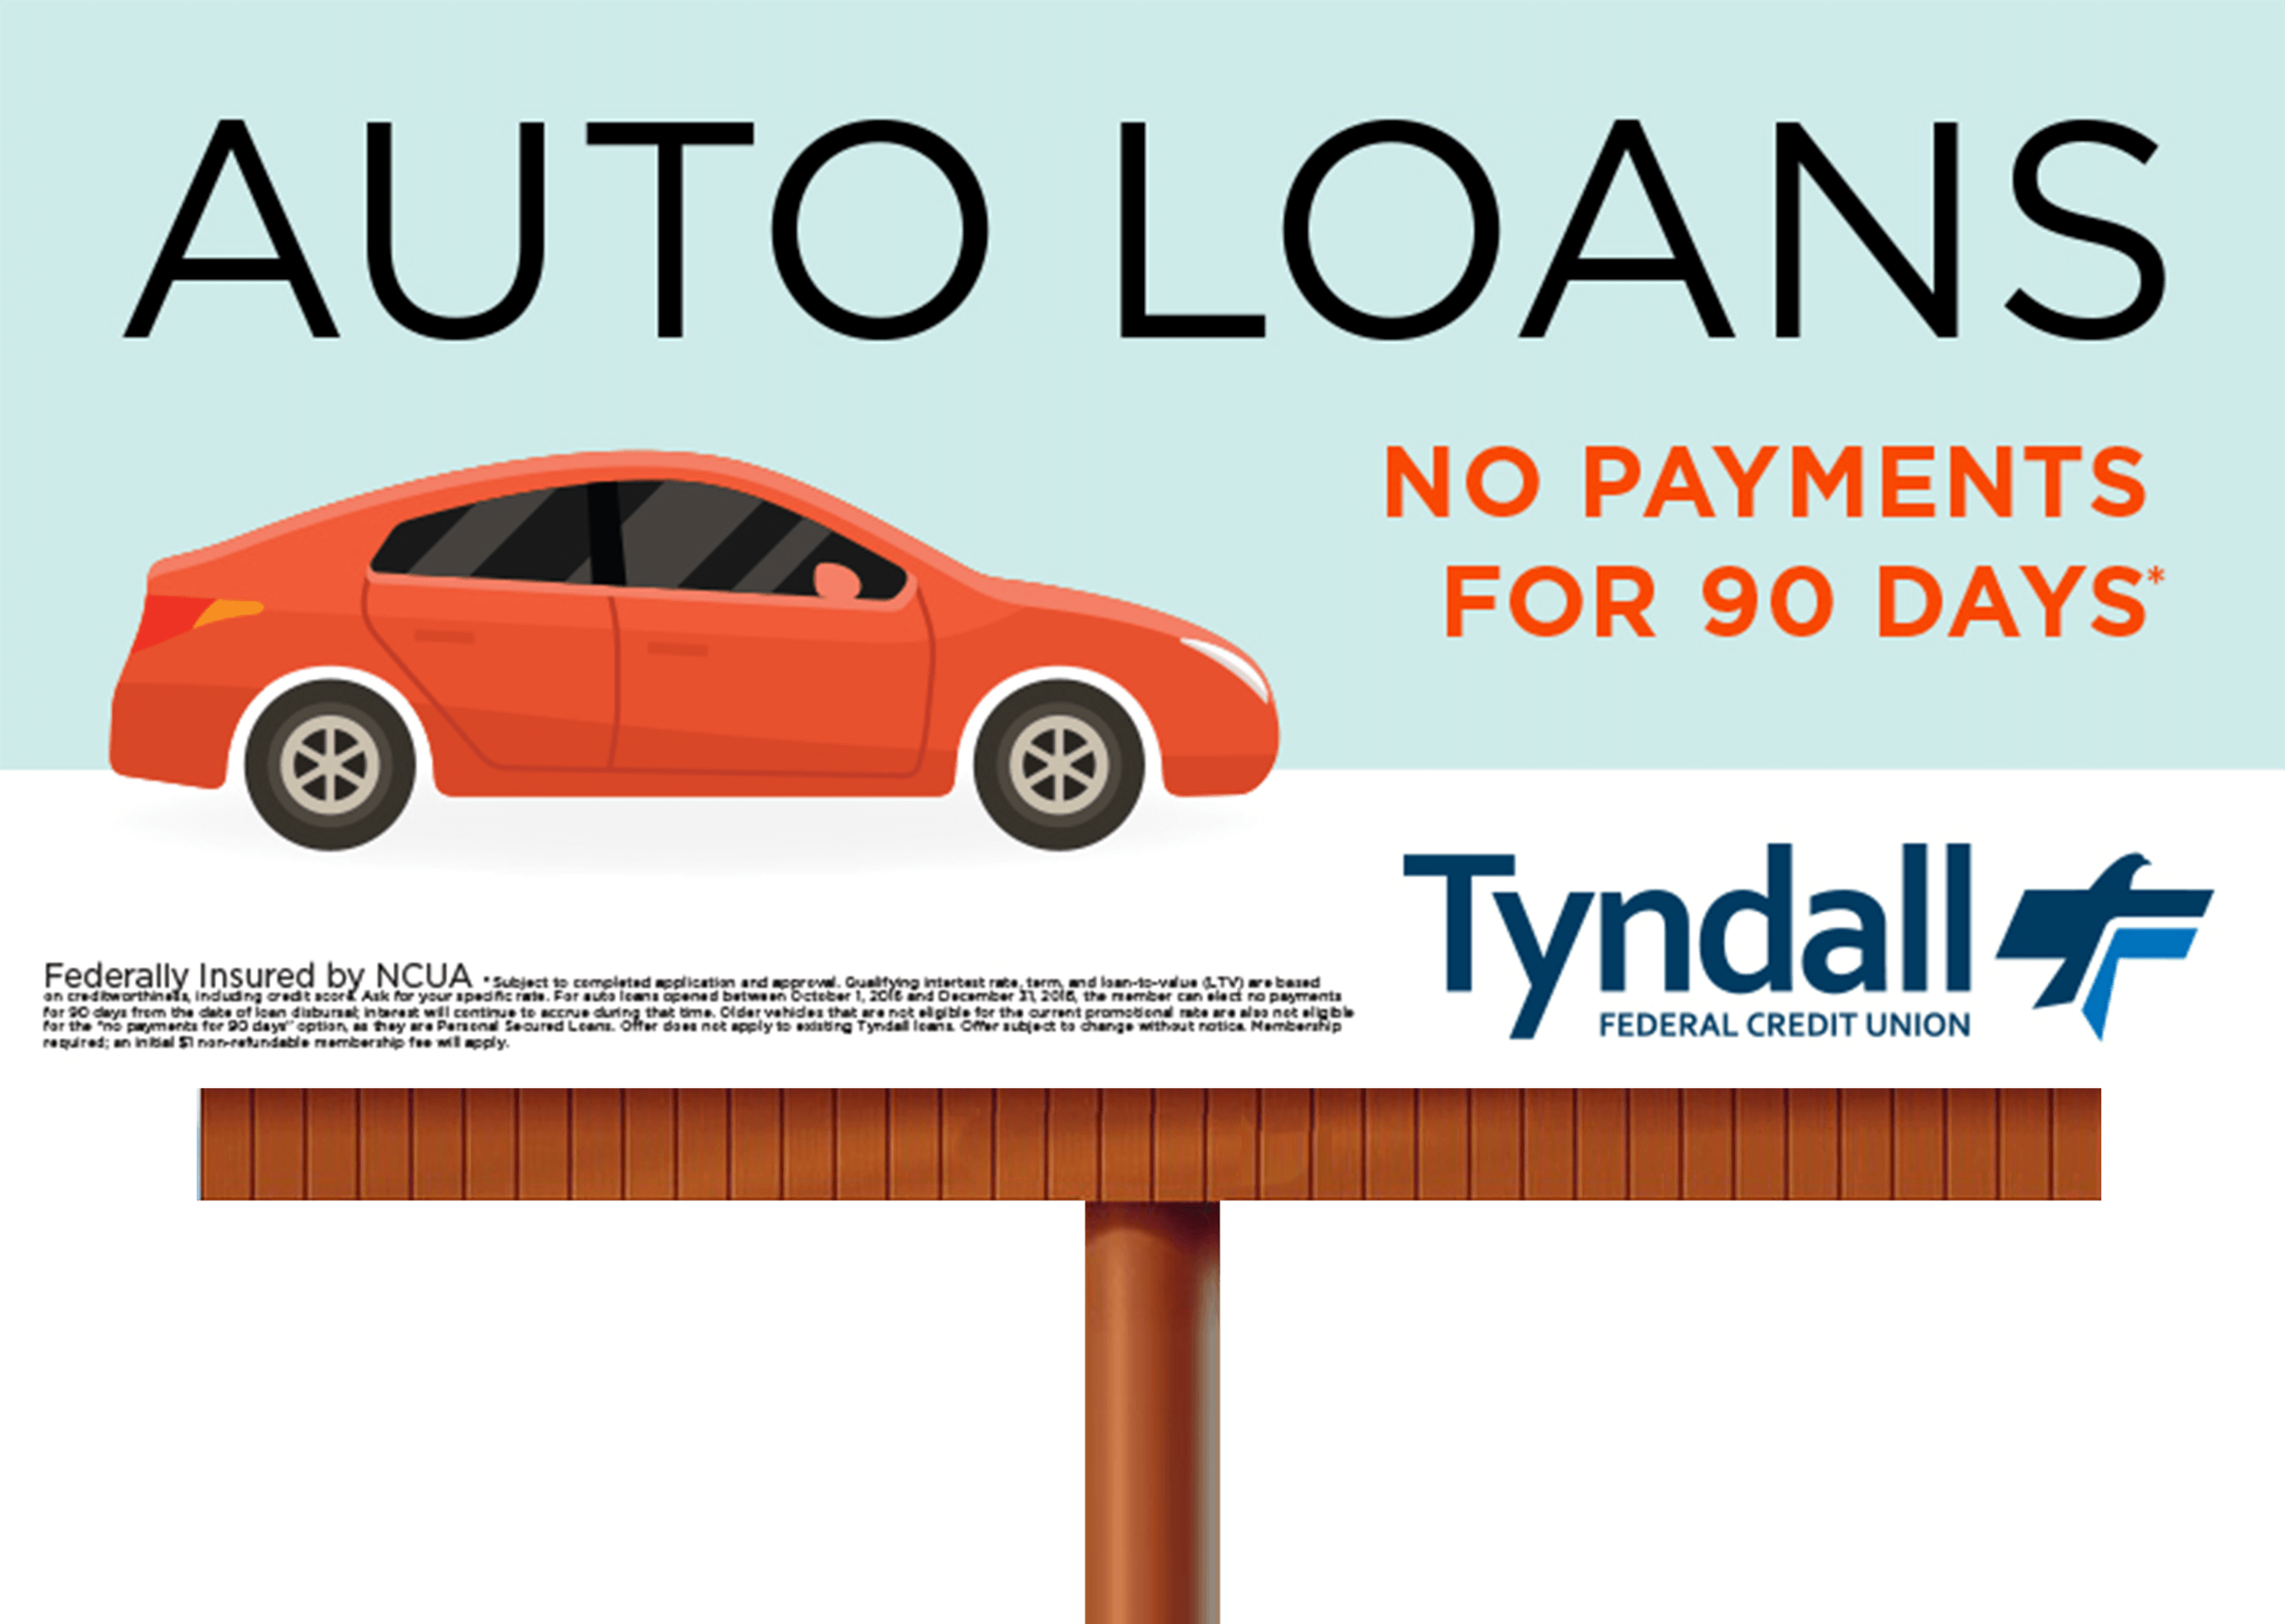 AUTO LOANS
NO PAYMENTS
FOR 90 DAYS*
Tyndall
FEDERAL CREDIT UNION
Federally Insured by NCUA *Subject to completed application and approval. Qualifying intertest rate, term, and loan-to-value (LTV) are based
on creditworthiness, including credit score. Ask for your specific rate. For auto loans opened between October 1, 2016 and December 31, 2016, the member can elect no payments
for 90 days from the date of loan disbursal; interest will continue to accrue during that time. Older vehicles that are not eligible for the current promotional rate are also not eligible
for the "no payments for 90 days" option, as they are Personal Secured Loans. Offer does not apply to existing Tyndall loans. Offer subject to change without notice. Membership
required; an initial $1 non-refundable membership fee will apply.